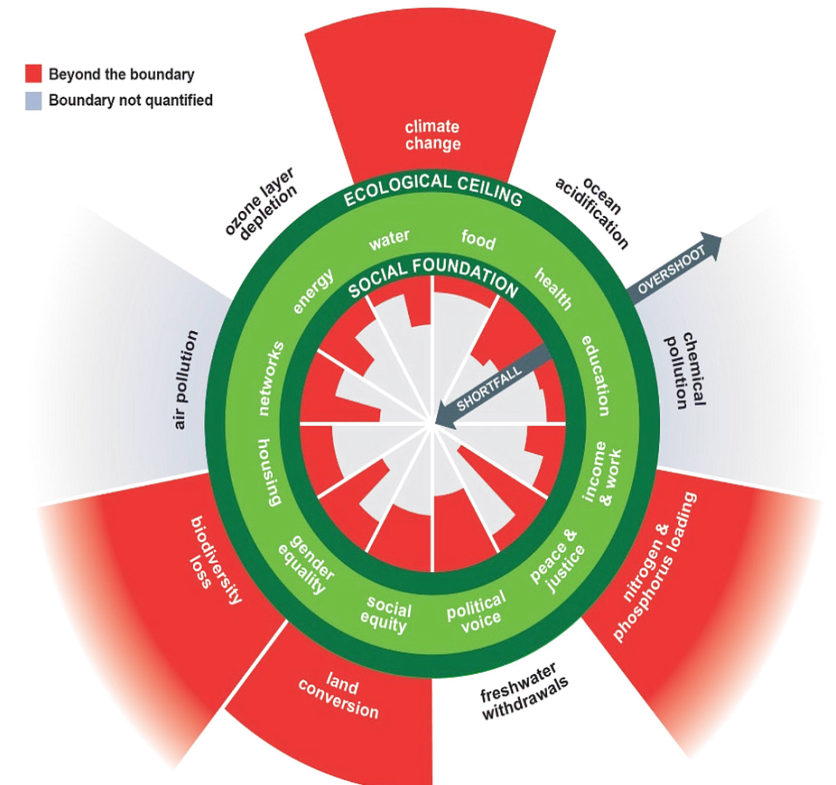 Beyond the boundary
Boundary not quantified
climate
change
ozone layer
depletion
ocean
acidification
ECOLOGICAL CEILING
water
food
energy
health
SOCIAL FOUNDATION
OVERSHOOT
air pollution
networks
SHORTFALL
education
chemical
pollution
housing
income
& work
biodiversity
loss
gender
equality
social
equity
political
voice
peace &
justice
nitrogen &
phosphorus loading
land
conversion
freshwater
withdrawals